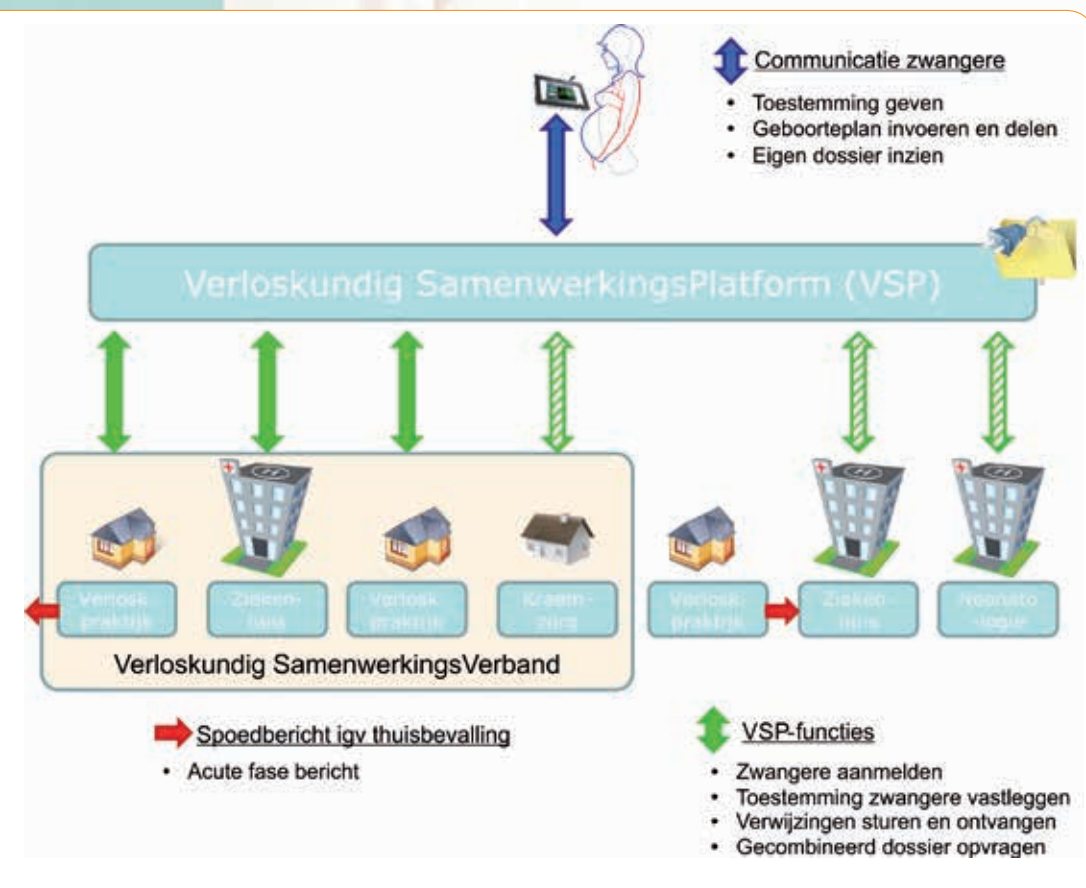 Communicatie zwangere
• Toestemming geven
• Geboorteplan invoeren en delen
• Eigen dossier inzien
Verloskundig SamenwerkingsPlatform (VSP)
Verlosk. praktijk
Zieken-huis
Verlosk. praktijk
Kraam-zorg
Verlosk. praktijk
Zieken-huis
Neonato-logie
Verloskundig SamenwerkingsVerband
Spoedbericht igv thuisbevalling
• Acute fase bericht
VSP-functies
• Zwangere aanmelden
• Toestemming zwangere vastleggen
• Verwijzingen sturen en ontvangen
• Gecombineerd dossier opvragen